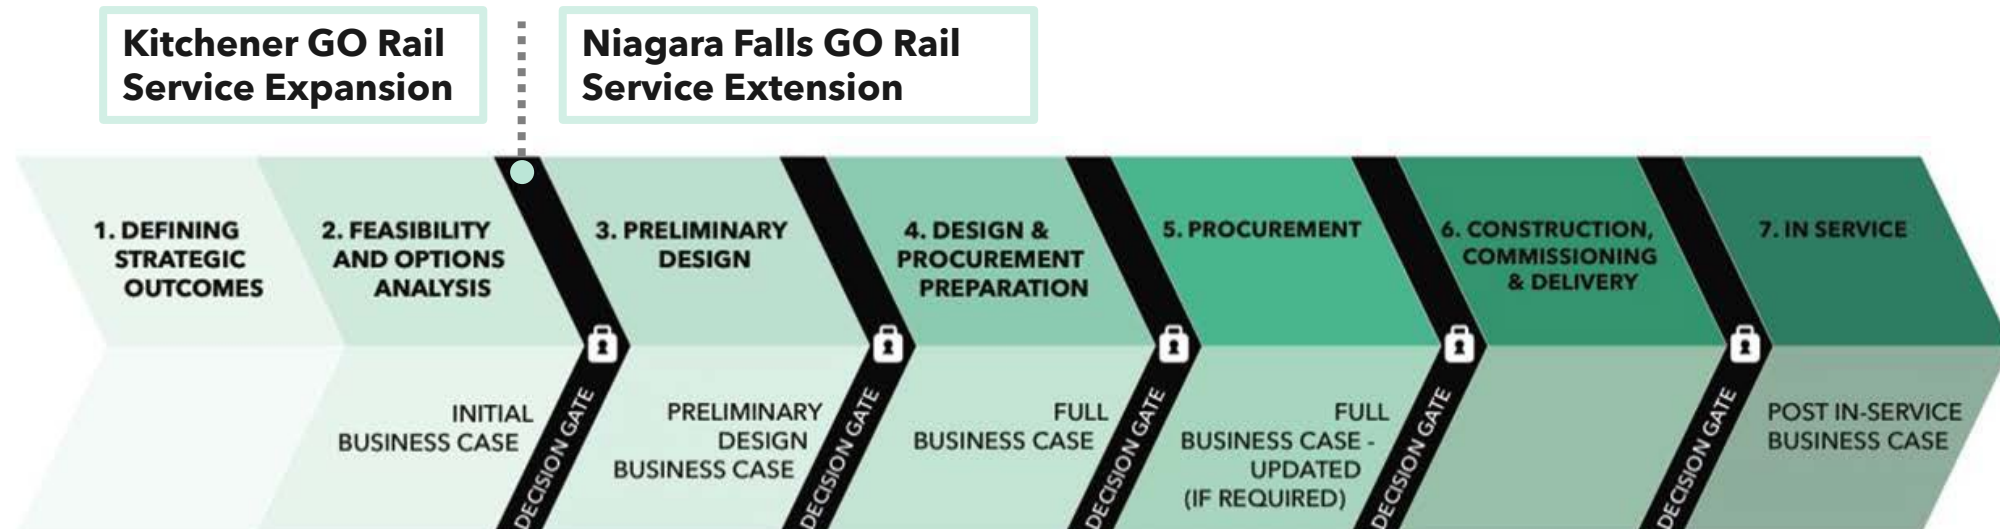 Kitchener GO Rail
Service Expansion
Niagara Falls GO Rail
Service Extension
1. DEFINING
STRATEGIC
OUTCOMES
2. FEASIBILITY
AND OPTIONS
ANALYSIS
3. PRELIMINARY
DESIGN
4. DESIGN &
PROCUREMENT
PREPARATION
5. PROCUREMENT
6. CONSTRUCTION,
COMMISSIONING
& DELIVERY
7. IN SERVICE
INITIAL
BUSINESS CASE
DECISION GATE
PRELIMINARY
DESIGN
BUSINESS CASE
DECISION GATE
FULL
BUSINESS CASE
DECISION GATE
FULL
BUSINESS CASE -
UPDATED
(IF REQUIRED)
DECISION GATE
DECISION GATE
POST IN-SERVICE
BUSINESS CASE